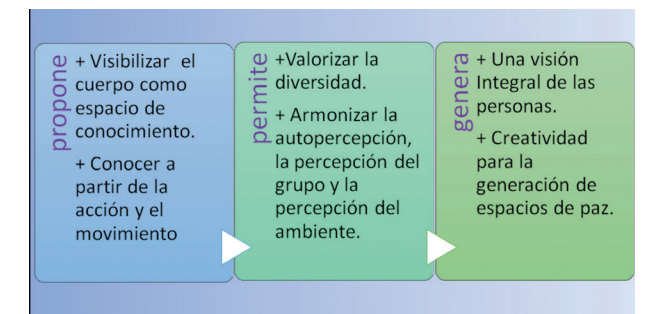 propone
+ Visibilizar el
cuerpo como
espacio de
conocimiento.
+ Conocer a
partir de la
acción y el
movimiento
permite
+Valorizar la
diversidad.
+ Armonizar la
autopercepción,
la percepción del
grupo y la
percepción del
ambiente.
genera
+ Una visión
Integral de las
personas.
+ Creatividad
para la
generación de
espacios de paz.